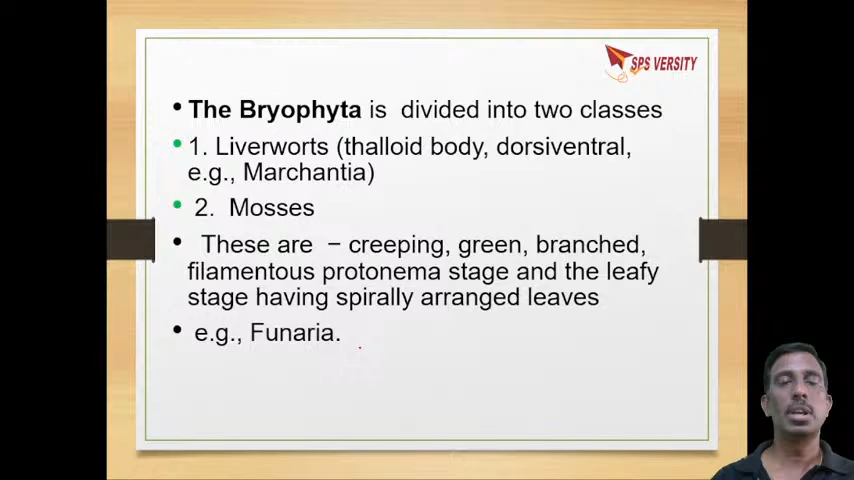 SPS VERSITY
• The Bryophyta is divided into two classes
• 1. Liverworts (thalloid body, dorsiventral,
e.g., Marchantia)
• 2. Mosses
• These are – creeping, green, branched,
filamentous protonema stage and the leafy
stage having spirally arranged leaves
• e.g., Funaria.